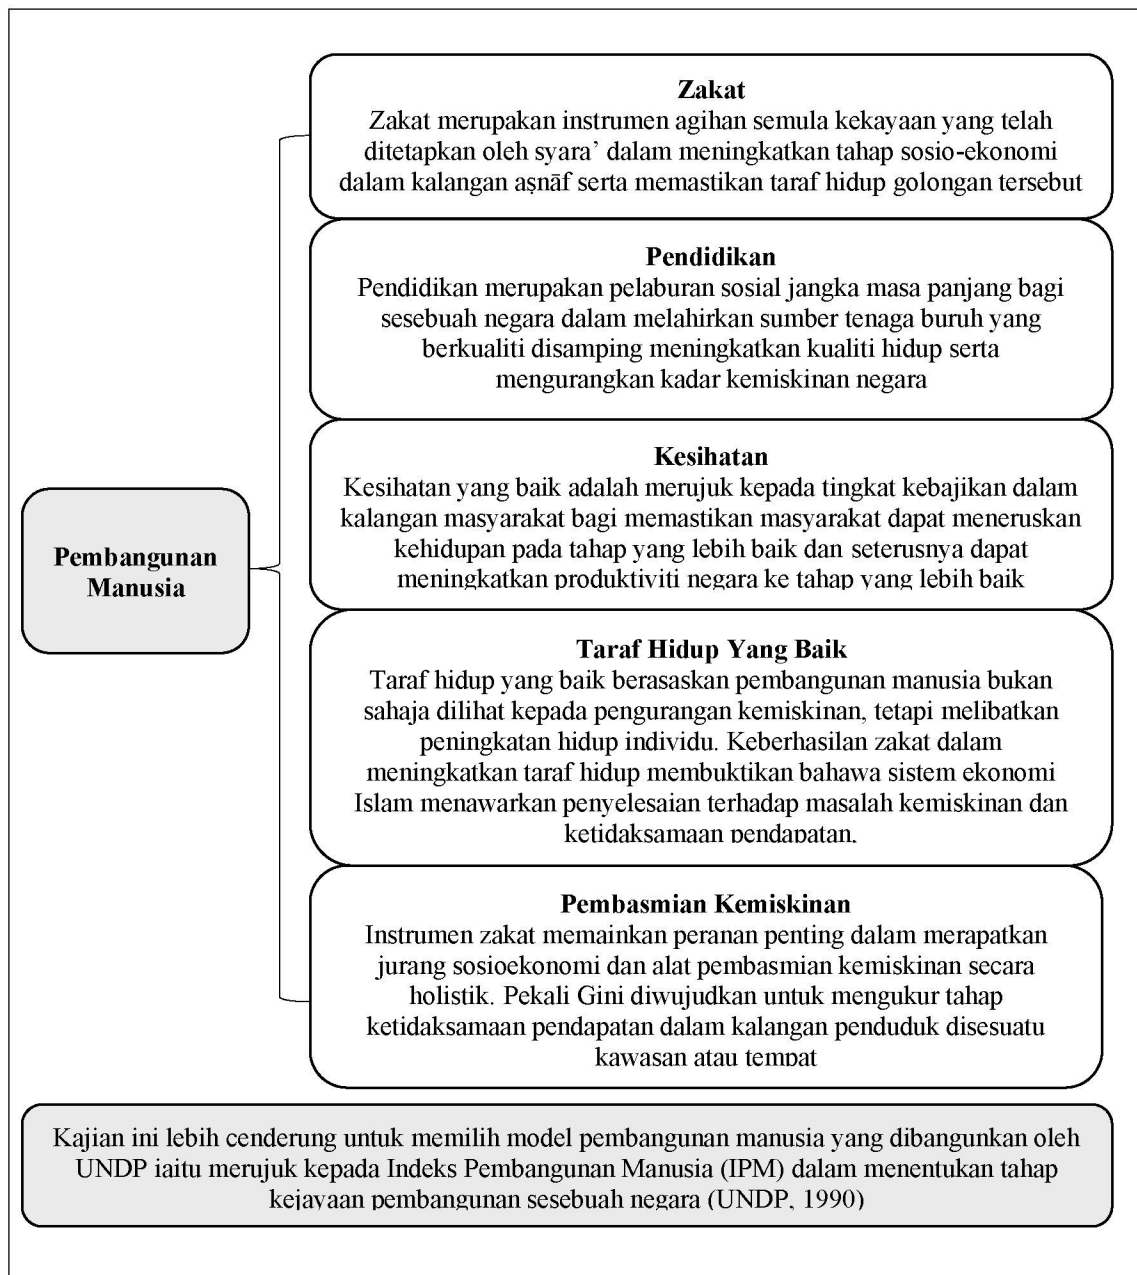 Zakat
Zakat merupakan instrumen agihan semula kekayaan yang telah
ditetapkan oleh syara’ dalam meningkatkan tahap sosio-ekonomi
dalam kalangan aṣnāf serta memastikan taraf hidup golongan tersebut
Pendidikan
Pendidikan merupakan pelaburan sosial jangka masa panjang bagi
sesebuah negara dalam melahirkan sumber tenaga buruh yang
berkualiti disamping meningkatkan kualiti hidup serta
mengurangkan kadar kemiskinan negara
Kesihatan
Kesihatan yang baik adalah merujuk kepada tingkat kebajikan dalam
kalangan masyarakat bagi memastikan masyarakat dapat meneruskan
kehidupan pada tahap yang lebih baik dan seterusnya dapat
meningkatkan produktiviti negara ke tahap yang lebih baik
Pembangunan
Manusia
Taraf Hidup Yang Baik
Taraf hidup yang baik berasaskan pembangunan manusia bukan
sahaja dilihat kepada pengurangan kemiskinan, tetapi melibatkan
peningkatan hidup individu. Keberhasilan zakat dalam
meningkatkan taraf hidup membuktikan bahawa sistem ekonomi
Islam menawarkan penyelesaian terhadap masalah kemiskinan dan
ketidaksamaan pendapatan.
Pembasmian Kemiskinan
Instrumen zakat memainkan peranan penting dalam merapatkan
jurang sosioekonomi dan alat pembasmian kemiskinan secara
holistik. Pekali Gini diwujudkan untuk mengukur tahap
ketidaksamaan pendapatan dalam kalangan penduduk disesuatu
kawasan atau tempat
Kajian ini lebih cenderung untuk memilih model pembangunan manusia yang dibangunkan oleh
UNDP iaitu merujuk kepada Indeks Pembangunan Manusia (IPM) dalam menentukan tahap
kejayaan pembangunan sesebuah negara (UNDP, 1990)